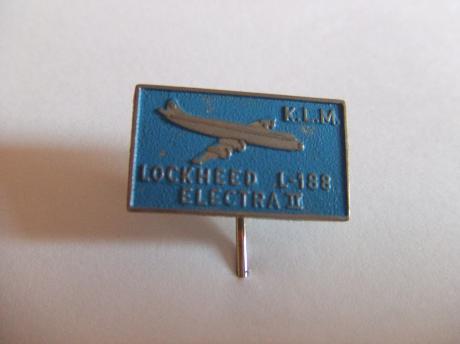 K.L.M.
LOCKHEED L-188
ELECTRA II